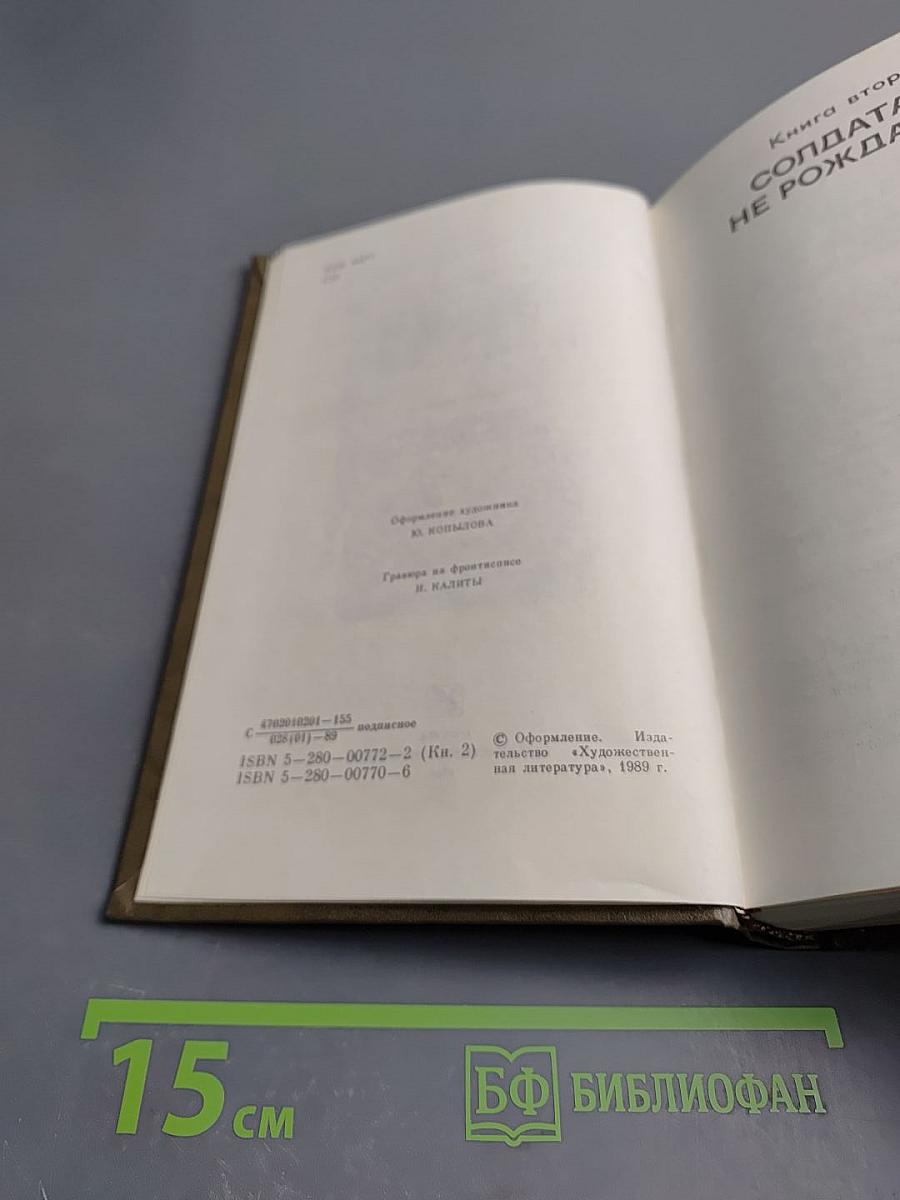 Оформление художника
Ю. КОПЫЛОВА
Гравюра на фронтисписе
Н. КАЛИТЫ
С 4702010201—155
028(01)—89
подписное
ISBN 5—280—00772—2 (Кн. 2)
ISBN 5—280—00770—6
© Оформление. Изда-
тельство «Художествен-
ная литература», 1989 г.
Книга втор
СОЛДАТА
НЕ РОЖДА
15 см
БФ БИБЛИОФАН